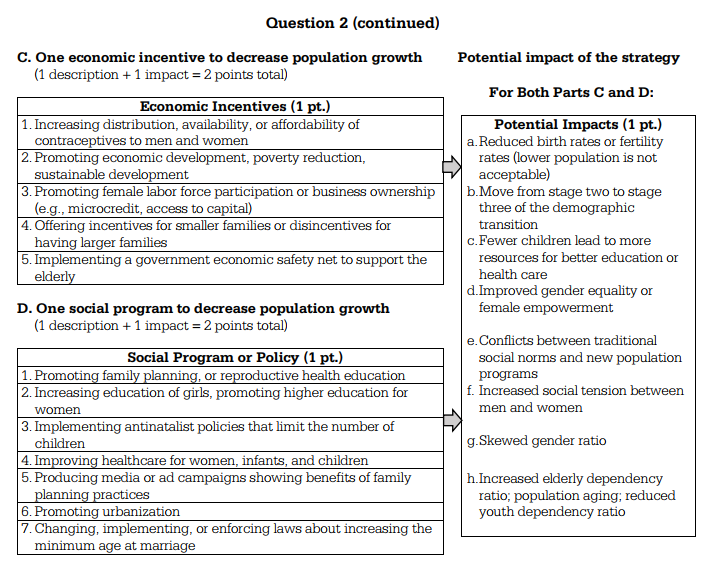 Question 2 (continued)
C. One economic incentive to decrease population growth
(1 description + 1 impact = 2 points total)
Economic Incentives (1 pt.)
1. Increasing distribution, availability, or affordability of
contraceptives to men and women
2. Promoting economic development, poverty reduction,
sustainable development
3. Promoting female labor force participation or business ownership
(e.g., microcredit, access to capital)
4. Offering incentives for smaller families or disincentives for
having larger families
5. Implementing a government economic safety net to support the
elderly
D. One social program to decrease population growth
(1 description + 1 impact = 2 points total)
Social Program or Policy (1 pt.)
1. Promoting family planning, or reproductive health education
2. Increasing education of girls, promoting higher education for
women
3. Implementing antinatalist policies that limit the number of
children
4. Improving healthcare for women, infants, and children
5. Producing media or ad campaigns showing benefits of family
planning practices
6. Promoting urbanization
7. Changing, implementing, or enforcing laws about increasing the
minimum age at marriage
Potential impact of the strategy
For Both Parts C and D:
Potential Impacts (1 pt.)
a. Reduced birth rates or fertility
rates (lower population is not
acceptable)
b. Move from stage two to stage
three of the demographic
transition
c. Fewer children lead to more
resources for better education or
health care
d. Improved gender equality or
female empowerment
e. Conflicts between traditional
social norms and new population
programs
f. Increased social tension between
men and women
g. Skewed gender ratio
h. Increased elderly dependency
ratio; population aging; reduced
youth dependency ratio